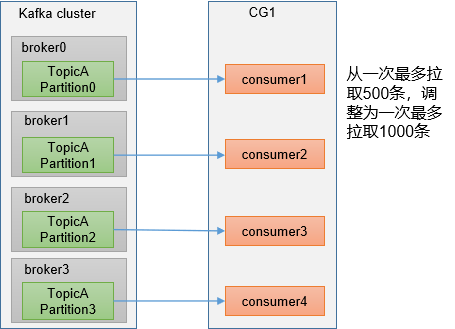 Kafka cluster
CG1
broker0
TopicA
Partition0
consumer1
broker1
TopicA
Partition1
consumer2
broker2
TopicA
Partition2
consumer3
broker3
TopicA
Partition3
consumer4
从一次最多拉
取500条，调
整为一次最多
拉取1000条